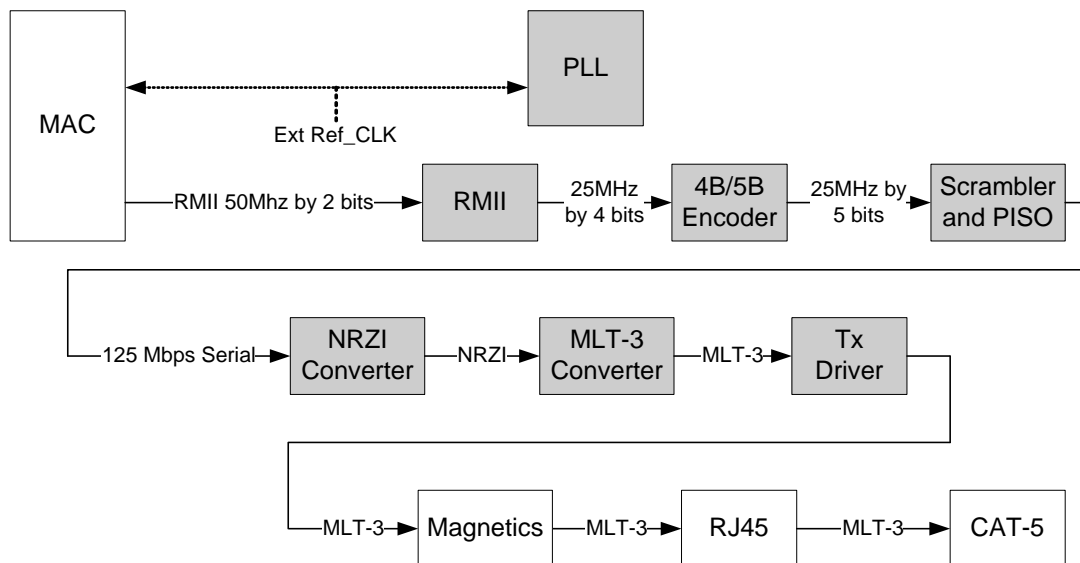 MAC
PLL
Ext Ref_CLK
RMII 50Mhz by 2 bits
RMII
25MHz
by 4 bits
4B/5B
Encoder
25MHz by
5 bits
Scrambler
and PISO
125 Mbps Serial
NRZI
Converter
NRZI
MLT-3
Converter
MLT-3
Tx
Driver
MLT-3
Magnetics
MLT-3
RJ45
MLT-3
CAT-5